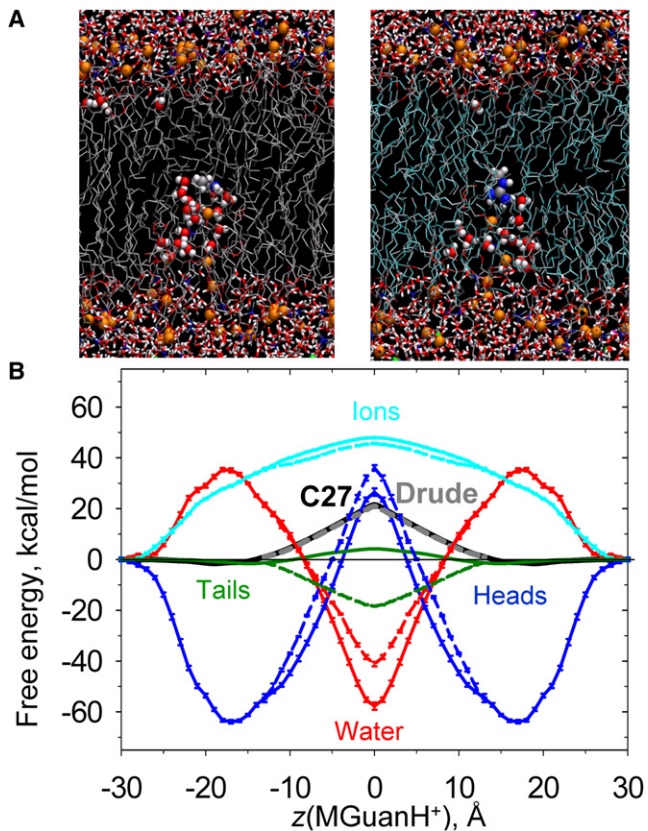 A
B
Free energy, kcal/mol
60
40
20
0
-20
-40
-60
Ions
C27
Drude
Tails
Heads
Water
-30 -20 -10 0 10 20 30
z(MGuanH⁺), Å